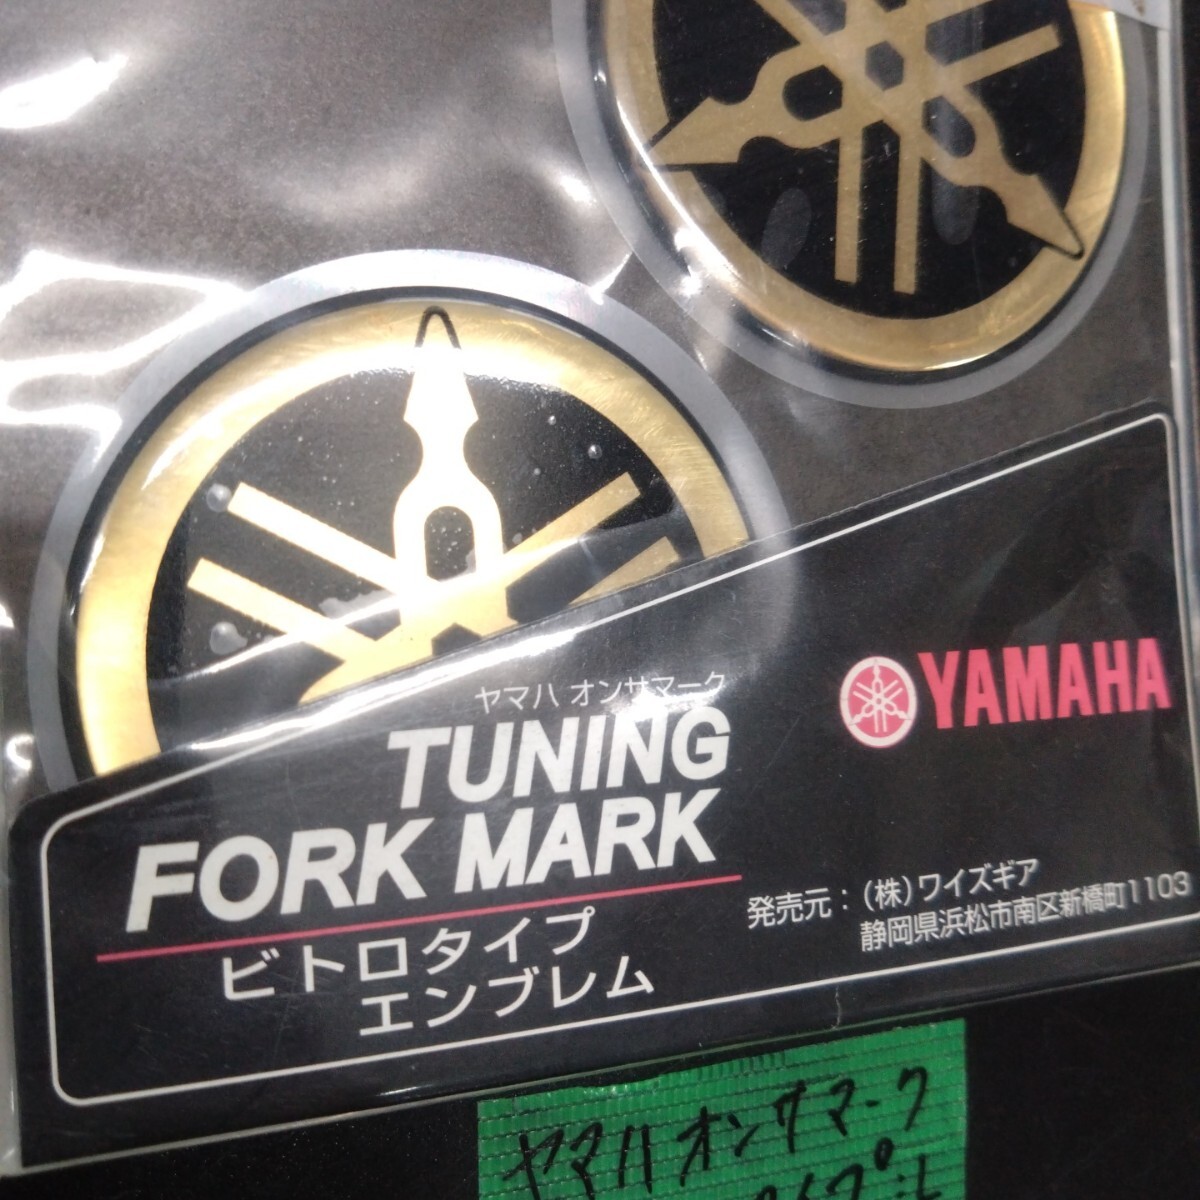 ヤマハ オンサマーク
TUNING
FORK MARK
ビトロタイプ
エンブレム
YAMAHA
発売元：(株)ワイズギア
静岡県浜松市南区新橋町1103
ヤマハオンサマーク